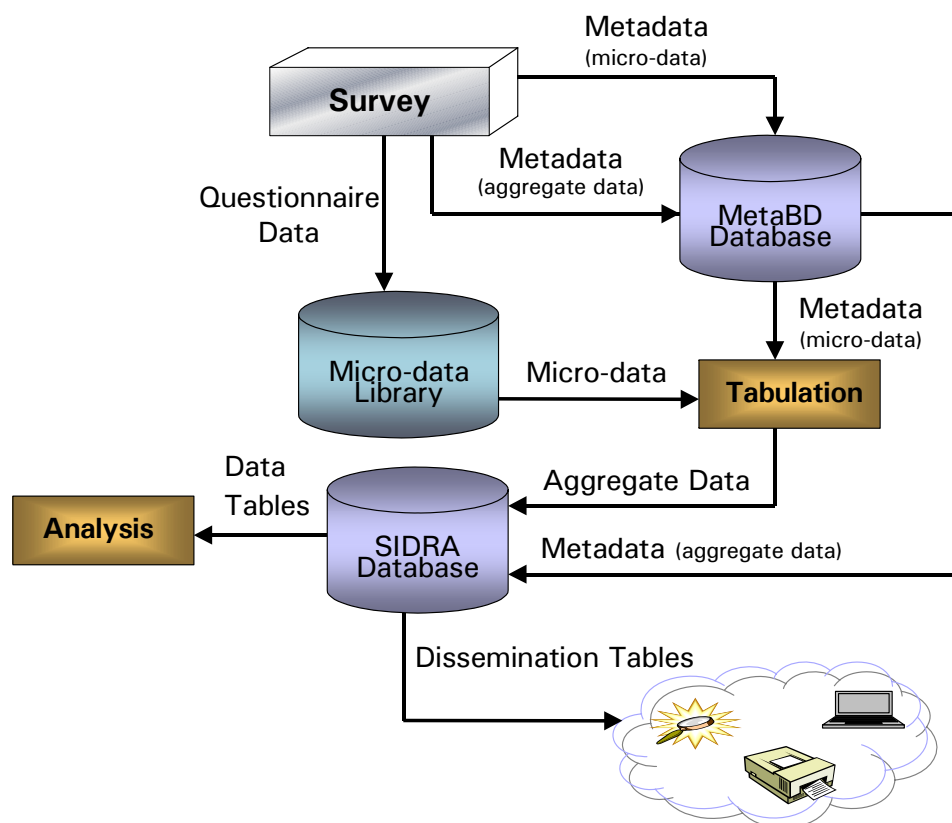 Metadata
(micro-data)
Survey
Metadata
(aggregate data)
Questionnaire
Data
MetaBD
Database
Metadata
(micro-data)
Micro-data
Library
Micro-data
Tabulation
Data
Tables
Aggregate Data
Analysis
SIDRA
Database
Metadata (aggregate data)
Dissemination Tables